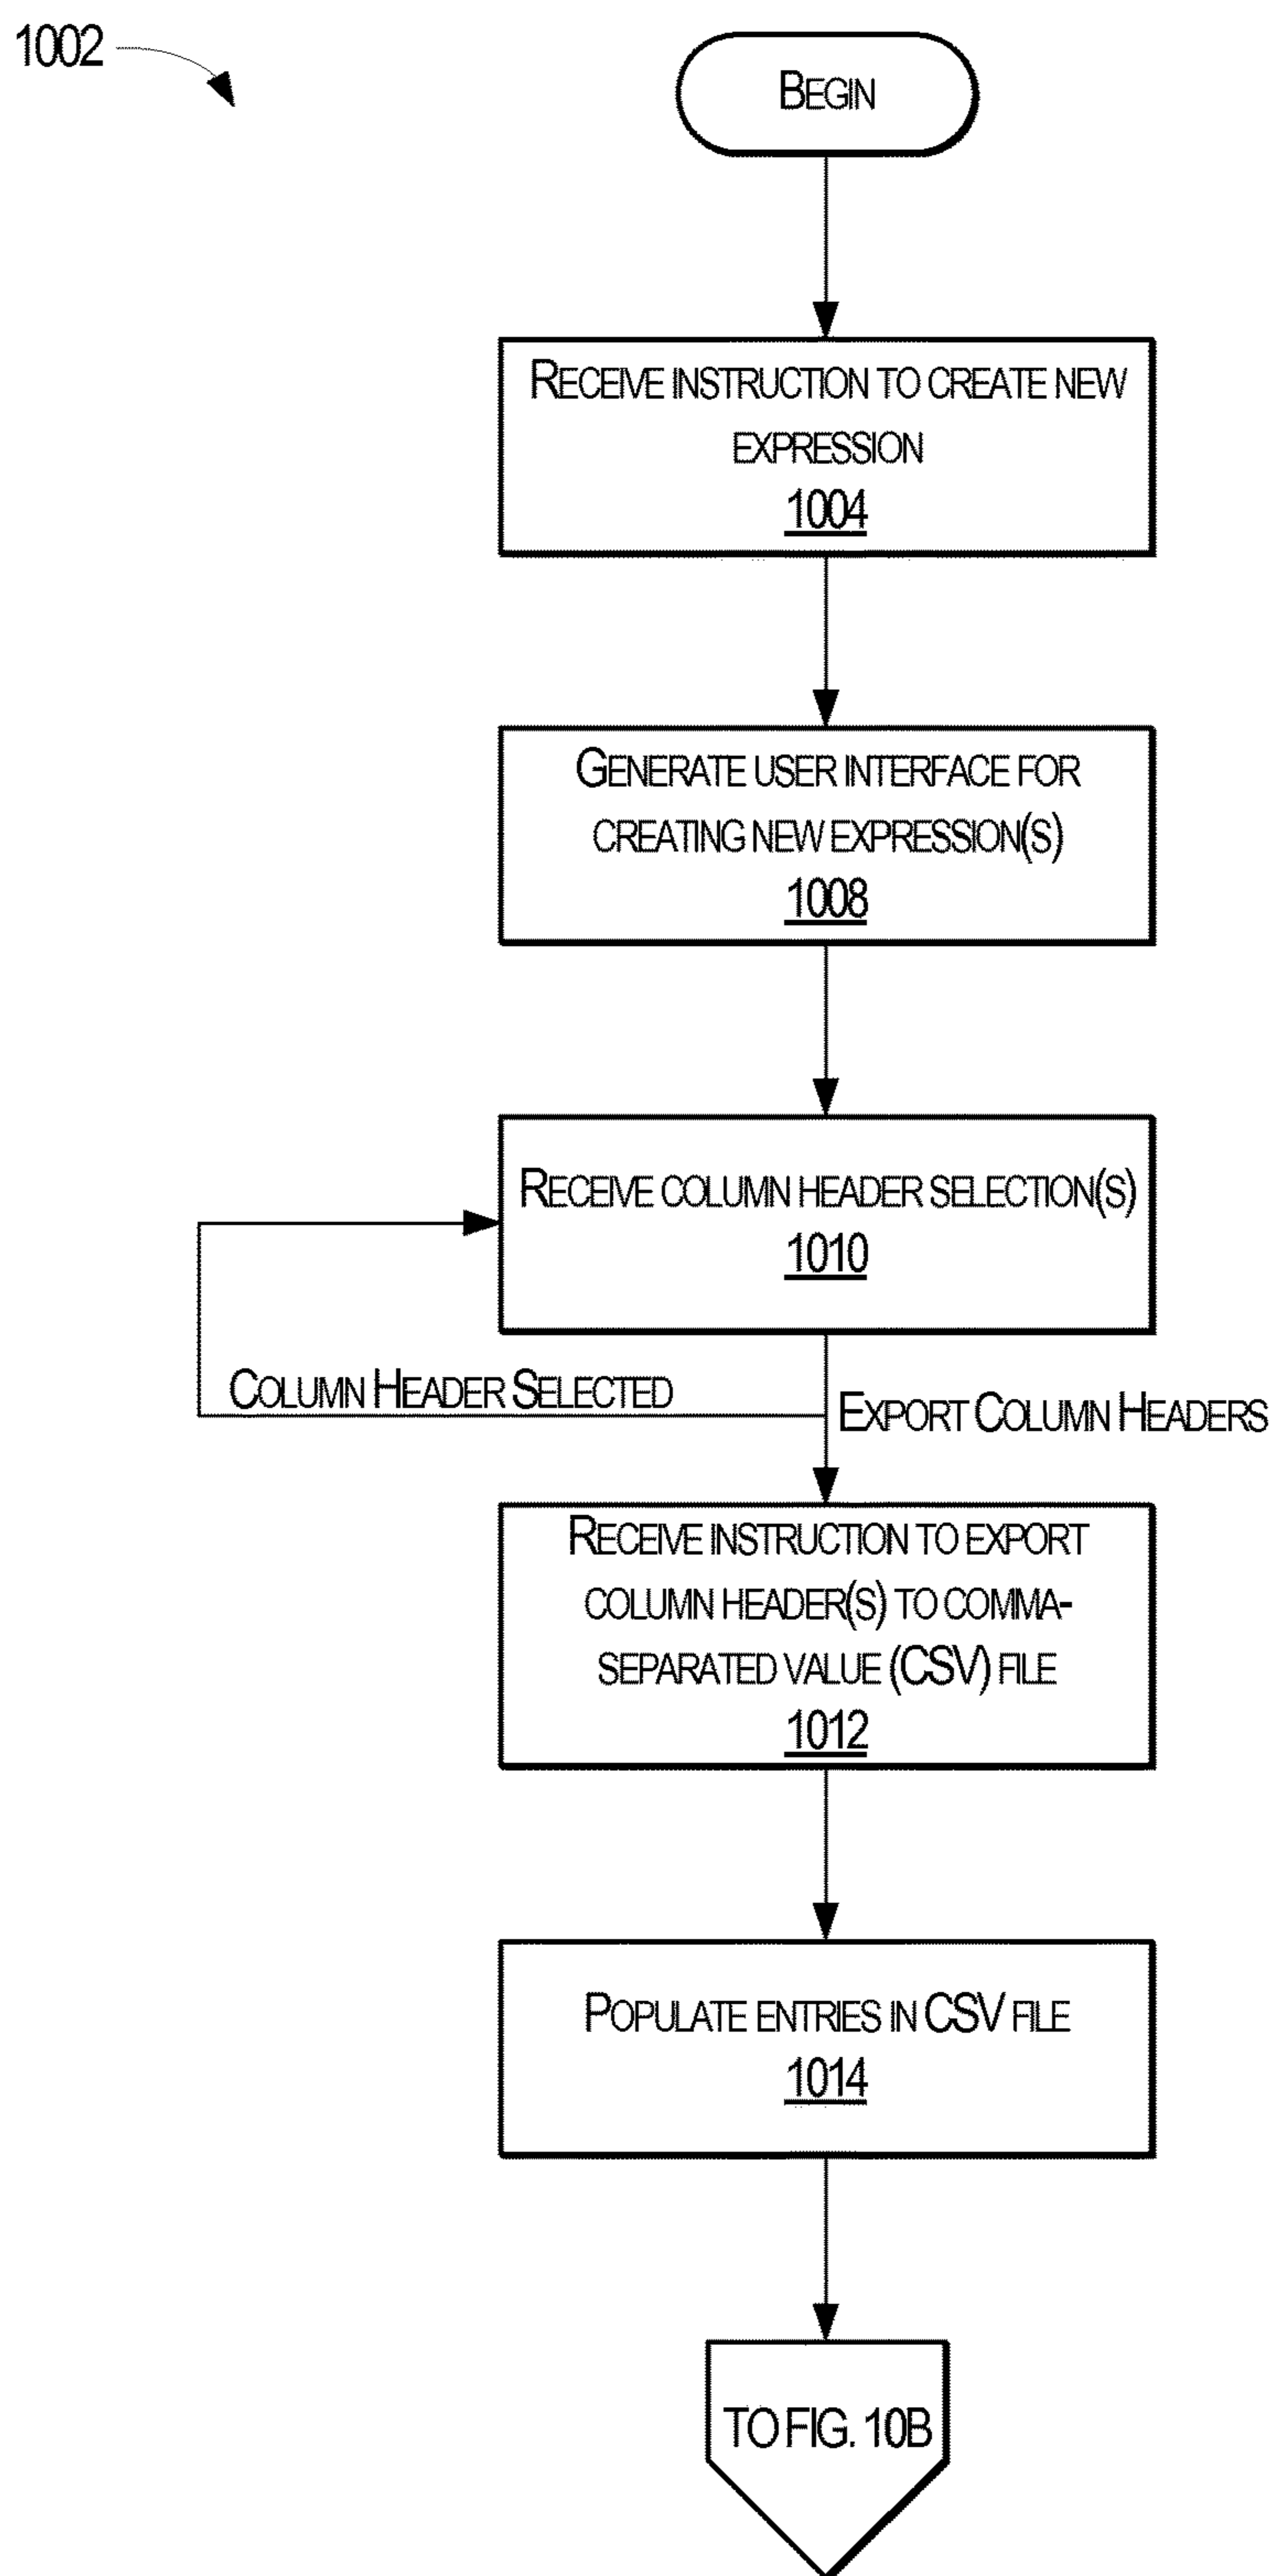 1002
BEGIN
RECEIVE INSTRUCTION TO CREATE NEW
EXPRESSION
1004
GENERATE USER INTERFACE FOR
CREATING NEW EXPRESSION(S)
1008
RECEIVE COLUMN HEADER SELECTION(S)
1010
COLUMN HEADER SELECTED
EXPORT COLUMN HEADERS
RECEIVE INSTRUCTION TO EXPORT
COLUMN HEADER(S) TO COMMA-
SEPARATED VALUE (CSV) FILE
1012
POPULATE ENTRIES IN CSV FILE
1014
TO FIG. 10B